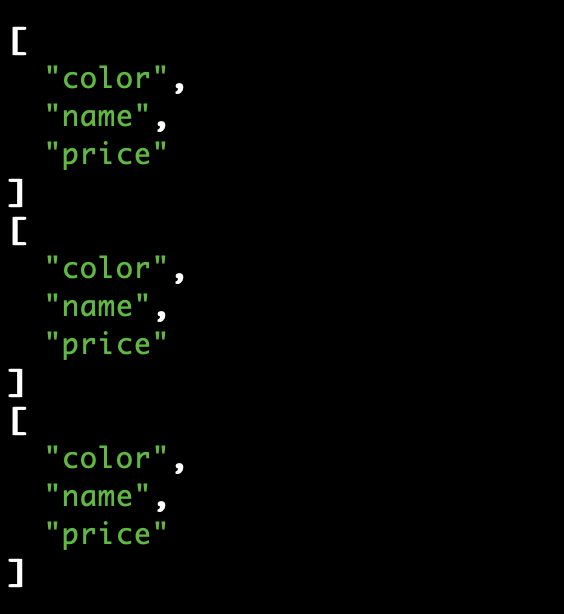 [
  "color",
  "name",
  "price"
]
[
  "color",
  "name",
  "price"
]
[
  "color",
  "name",
  "price"
]